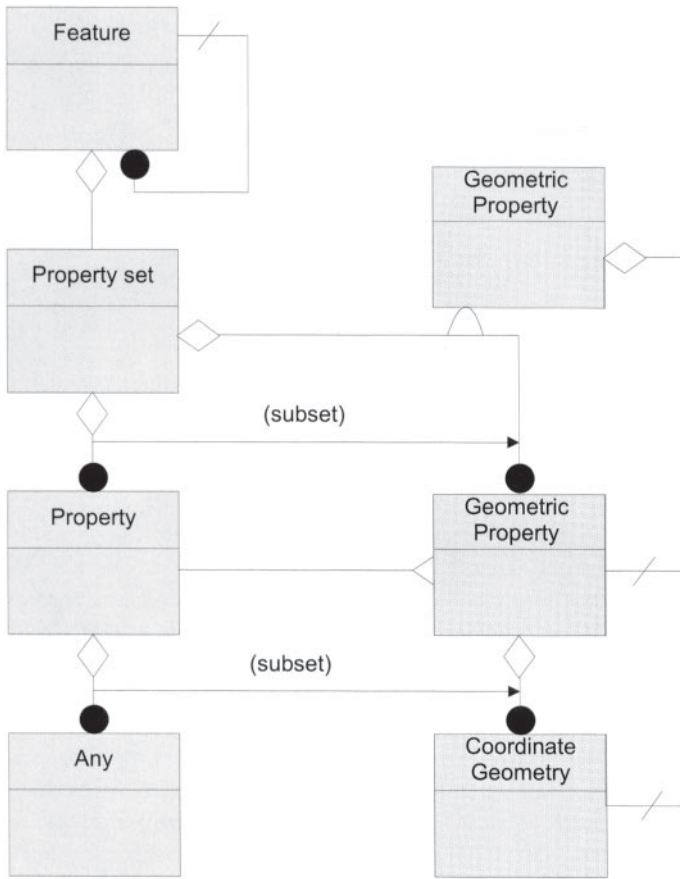 Feature
Geometric
Property
Property set
(subset)
Property
Geometric
Property
(subset)
Any
Coordinate
Geometry